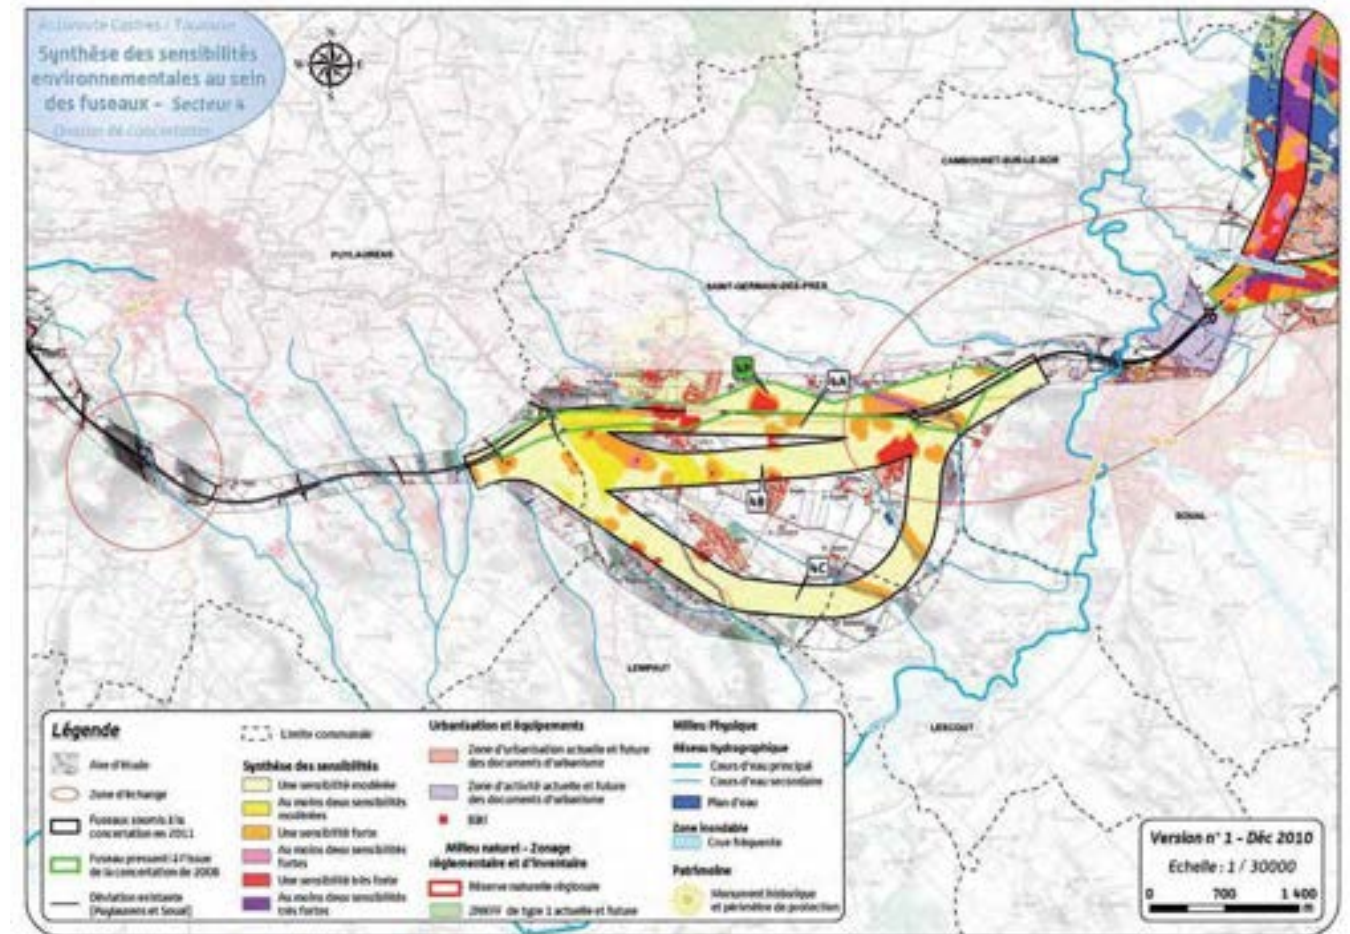 Autoroute Castres / Toulouse
Synthèse des sensibilités
environnementales au sein
des fuseaux - Secteur 4
Dossier de concertation
N
W
E
S
CAMBOUNET-SUR-LE-SOR
PUYLAURENS
SAINT-GERMAIN-DES-PRES
4P
4A
4B
4C
SOUAL
LEMPAUT
LESCOUT
Légende
Aire d'étude
Zone d'échange
Fuseaux soumis à la
concertation en 2011
Fuseau pressenti à l'issue
de la concertation de 2008
Déviation existante
(Puylaurens et Soual)
Limite communale
Synthèse des sensibilités
Une sensibilité modérée
Au moins deux sensibilités
modérées
Une sensibilité forte
Au moins deux sensibilités
fortes
Une sensibilité très forte
Au moins deux sensibilités
très fortes
Urbanisation et équipements
Zone d'urbanisation actuelle et future
des documents d'urbanisme
Zone d'activité actuelle et future
des documents d'urbanisme
Bâti
Milieu naturel - Zonage
réglementaire et d'inventaire
Réserve naturelle régionale
ZNIEFF de type 1 actuelle et future
Milieu Physique
Réseau hydrographique
Cours d'eau principal
Cours d'eau secondaire
Plan d'eau
Zone inondable
Crue fréquente
Patrimoine
Monument historique
et périmètre de protection
Version n° 1 - Déc 2010
Echelle : 1 / 30000
0 700 1 400
m